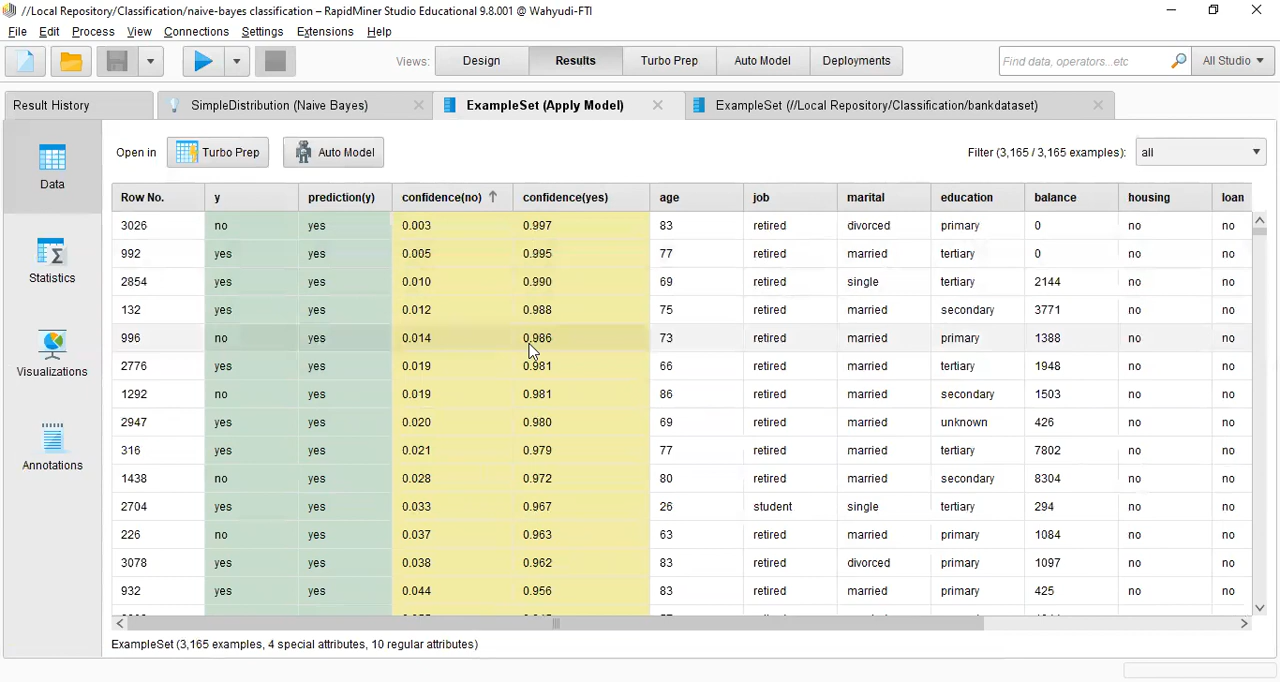 //Local Repository/Classification/naive-bayes classification – RapidMiner Studio Educational 9.8.001 @ Wahyudi-FTI
File Edit Process View Connections Settings Extensions Help
Views: Design Results Turbo Prep Auto Model Deployments Find data, operators...etc All Studio
Result History SimpleDistribution (Naive Bayes) ExampleSet (Apply Model) ExampleSet (//Local Repository/Classification/bankdataset)
Open in Turbo Prep Auto Model Filter (3,165 / 3,165 examples): all
Data
Statistics
Visualizations
Annotations
Row No. y prediction(y) confidence(no) confidence(yes) age job marital education balance housing loan
3026 no yes 0.003 0.997 83 retired divorced primary 0 no no
992 yes yes 0.005 0.995 77 retired married tertiary 0 no no
2854 yes yes 0.010 0.990 69 retired single tertiary 2144 no no
132 yes yes 0.012 0.988 75 retired married secondary 3771 no no
996 no yes 0.014 0.986 73 retired married primary 1388 no no
2776 yes yes 0.019 0.981 66 retired married tertiary 1948 no no
1292 no yes 0.019 0.981 86 retired married secondary 1503 no no
2947 yes yes 0.020 0.980 69 retired married unknown 426 no no
316 yes yes 0.021 0.979 77 retired married tertiary 7802 no no
1438 no yes 0.028 0.972 80 retired married secondary 8304 no no
2704 yes yes 0.033 0.967 26 student single tertiary 294 no no
226 no yes 0.037 0.963 63 retired married primary 1084 no no
3078 yes yes 0.038 0.962 83 retired divorced primary 1097 no no
932 yes yes 0.044 0.956 83 retired married primary 425 no no
ExampleSet (3,165 examples, 4 special attributes, 10 regular attributes)